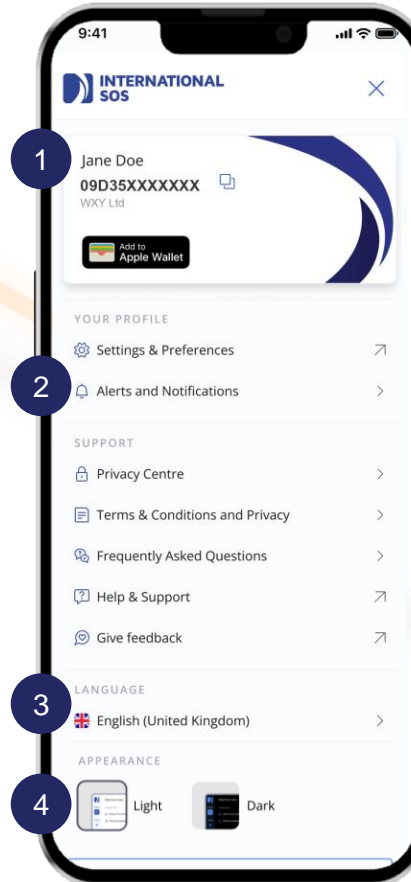 9:41
INTERNATIONAL
SOS
1
Jane Doe
09D35XXXXXXX
WXY Ltd
Add to
Apple Wallet
YOUR PROFILE
Settings & Preferences
2
Alerts and Notifications
SUPPORT
Privacy Centre
Terms & Conditions and Privacy
Frequently Asked Questions
Help & Support
Give feedback
LANGUAGE
3
English (United Kingdom)
APPEARANCE
4
Light
Dark